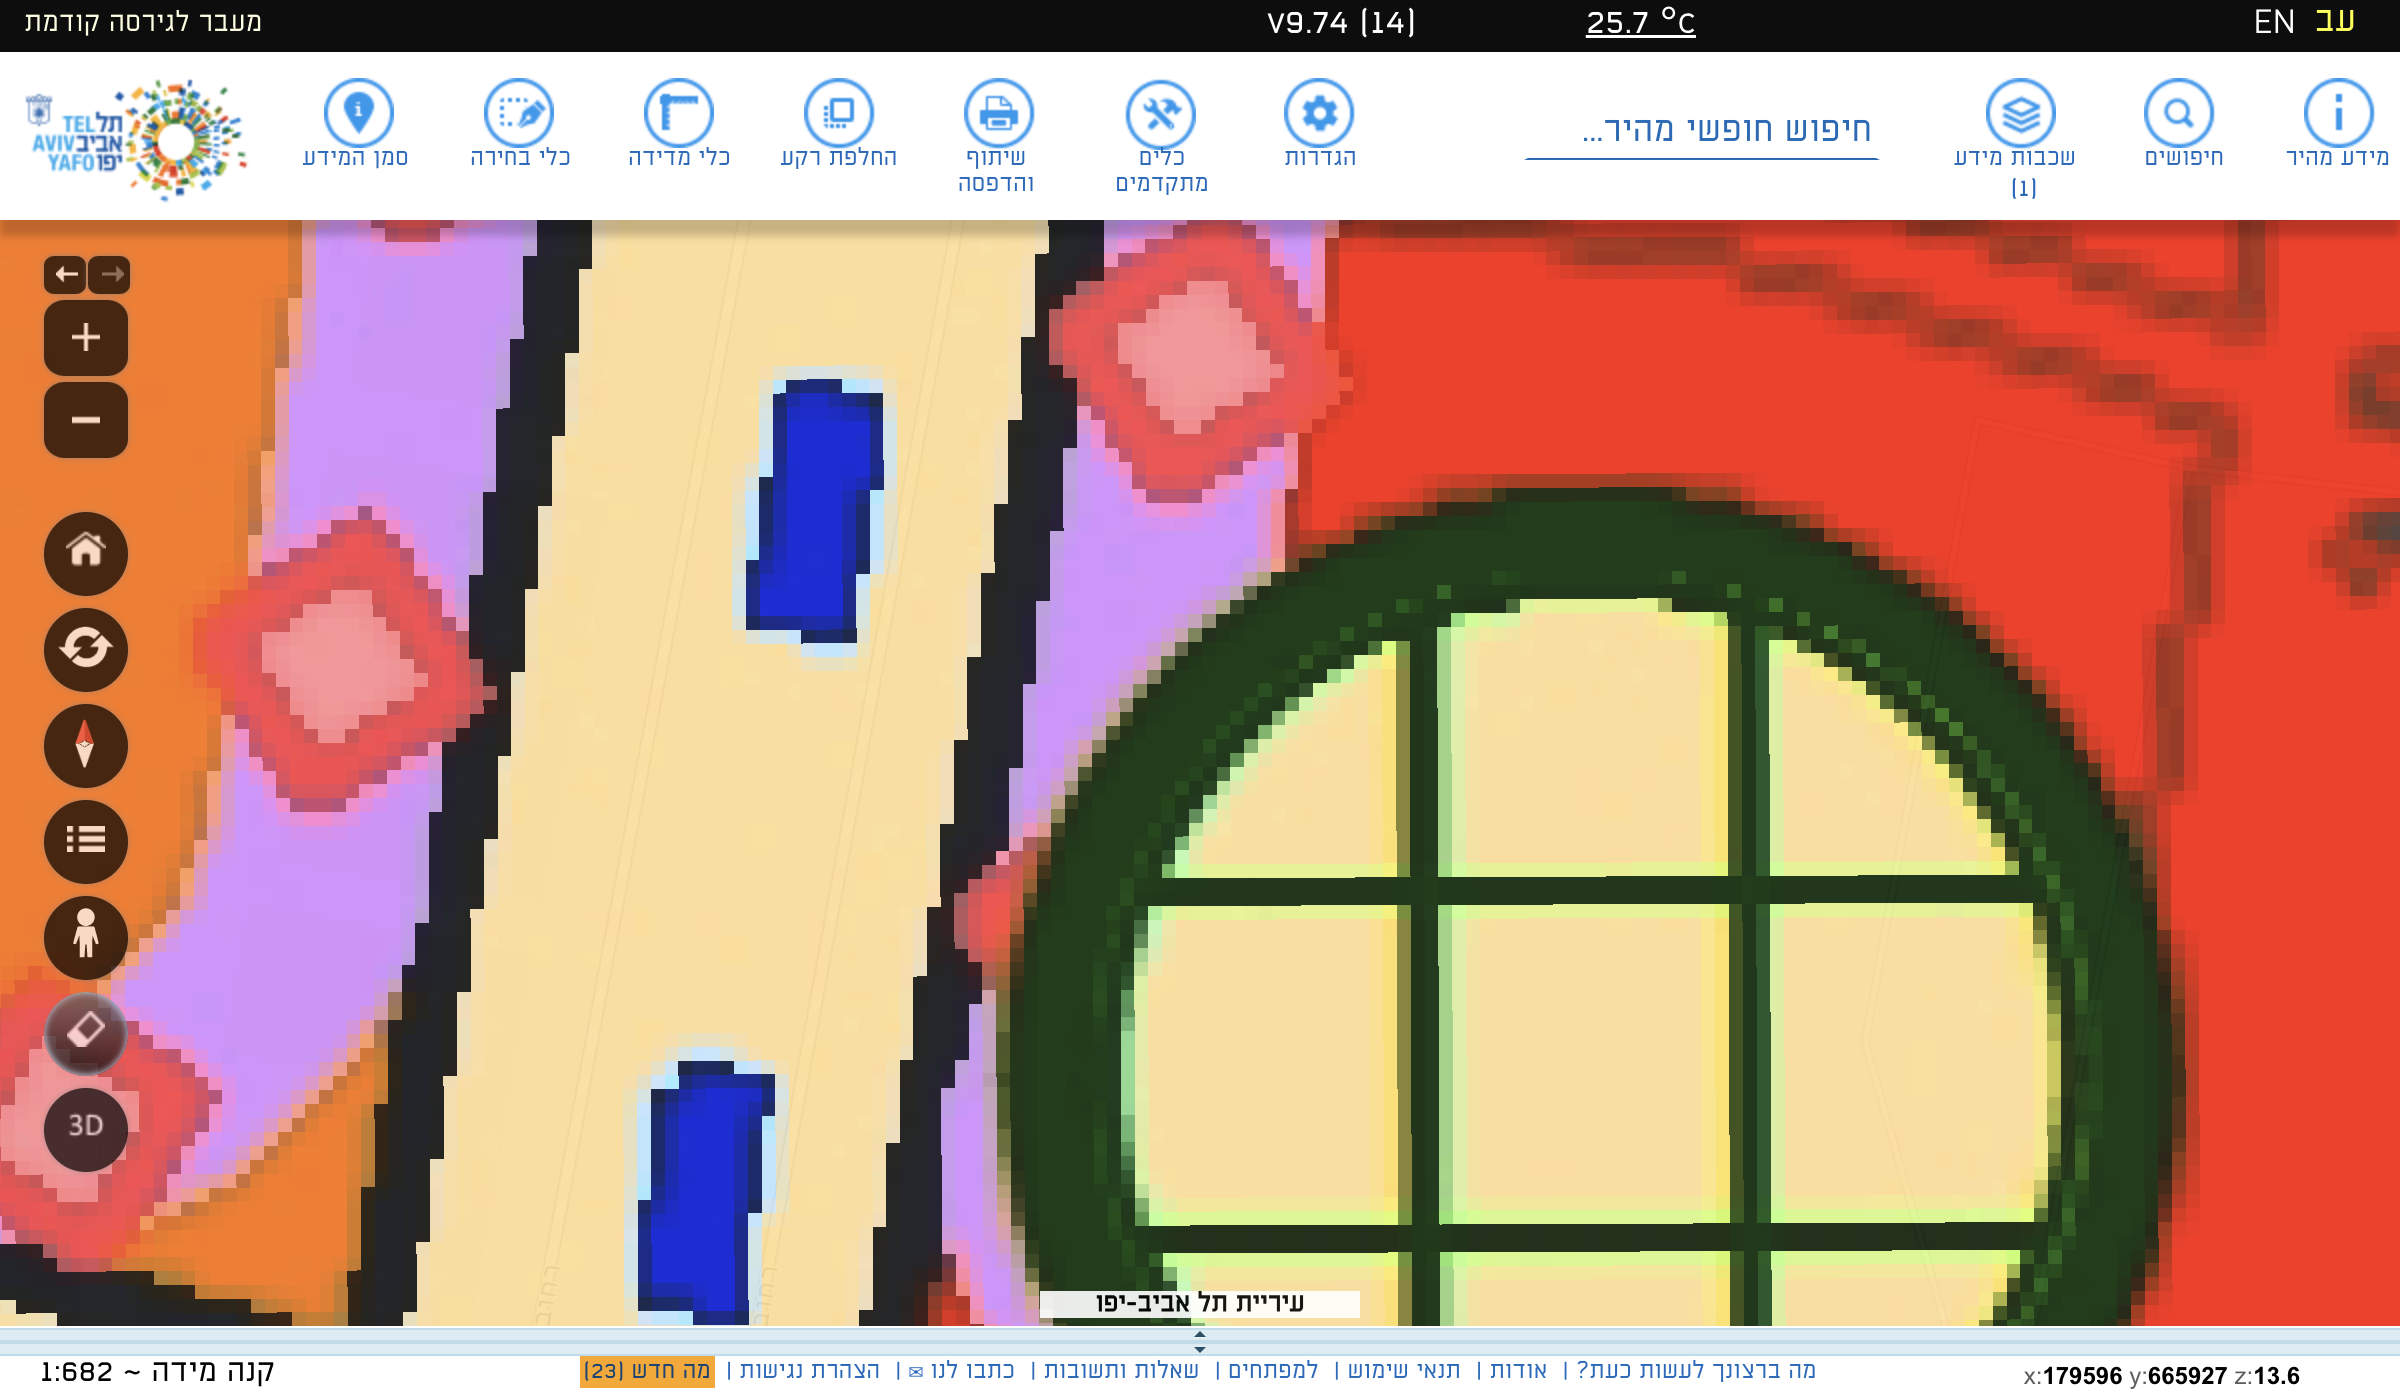 עב EN
25.7 °C
V9.74 (14)
מעבר לגירסה קודמת
מידע מהיר
חיפושים
שכבות מידע
(1)
חיפוש חופשי מהיר...
הגדרות
כלים
מתקדמים
שיתוף
והדפסה
החלפת רקע
כלי מדידה
כלי בחירה
סמן המידע
תל TEL
אביב AVIV
יפו YAFO
3D
עיריית תל אביב-יפו
x:179596 y:665927 z:13.6
מה ברצונך לעשות כעת? | אודות | תנאי שימוש | למפתחים | שאלות ותשובות | כתבו לנו ✉ | הצהרת נגישות | מה חדש (23)
קנה מידה ~ 1:682